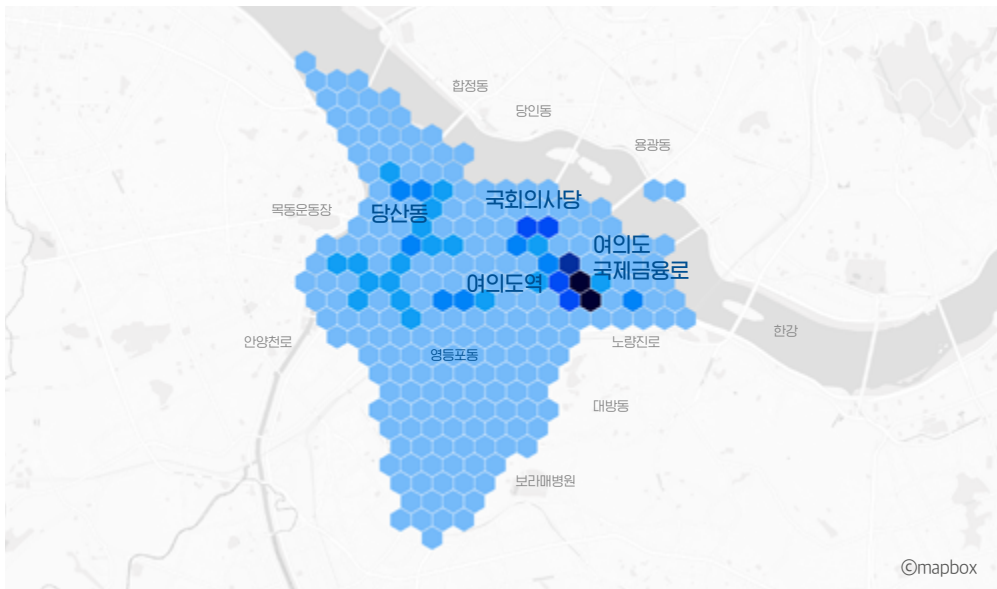 합정동
당인동
용광동
국회의사당
목동운동장
당산동
여의도
국제금융로
여의도역
안양천로
영등포동
노량진로
한강
대방동
보라매병원
©mapbox